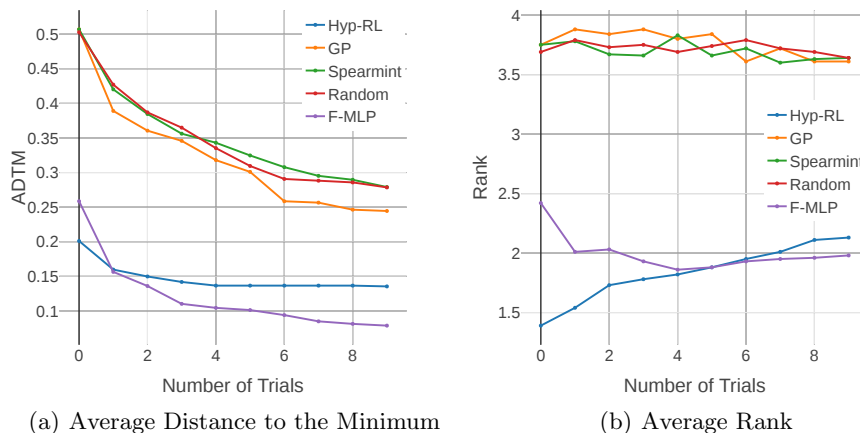 0.5
0.45
0.4
0.35
0.3
0.25
0.2
0.15
0.1
ADTM
0
2
4
6
8
Number of Trials
Hyp-RL
GP
Spearmint
Random
F-MLP
(a) Average Distance to the Minimum
4
3.5
3
2.5
2
1.5
Rank
0
2
4
6
8
Number of Trials
Hyp-RL
GP
Spearmint
Random
F-MLP
(b) Average Rank